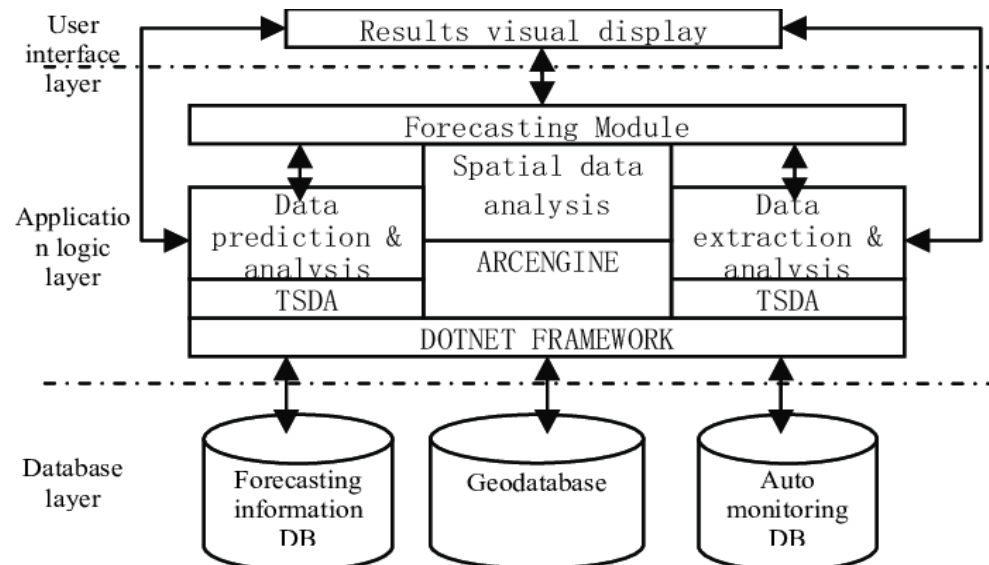 User
interface
layer
Results visual display
Forecasting Module
Spatial data
analysis
Applicatio
n logic
layer
Data
prediction &
analysis
TSDA
ARCENGINE
Data
extraction &
analysis
TSDA
DOTNET FRAMEWORK
Database
layer
Forecasting
information
DB
Geodatabase
Auto
monitoring
DB